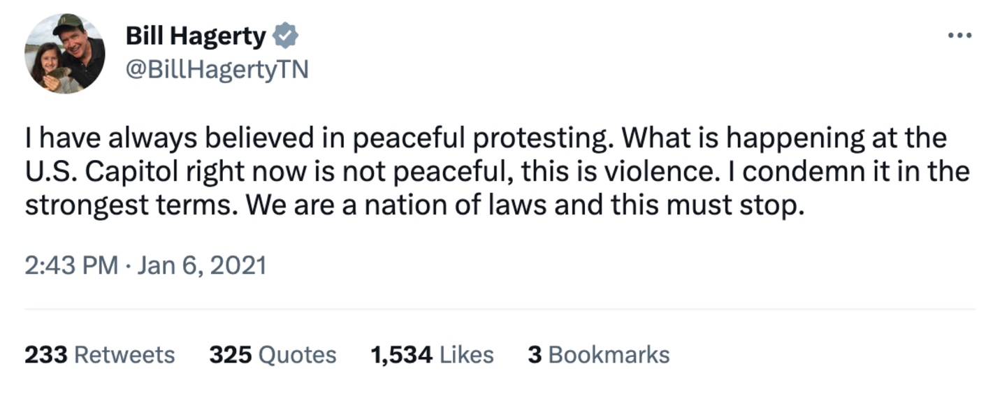 Bill Hagerty
@BillHagertyTN
I have always believed in peaceful protesting. What is happening at the
U.S. Capitol right now is not peaceful, this is violence. I condemn it in the
strongest terms. We are a nation of laws and this must stop.
2:43 PM · Jan 6, 2021
233 Retweets 325 Quotes 1,534 Likes 3 Bookmarks